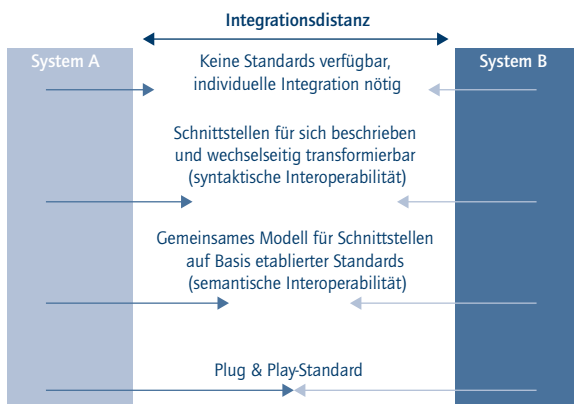 Integrationsdistanz
System A
System B
Keine Standards verfügbar,
individuelle Integration nötig
Schnittstellen für sich beschrieben
und wechselseitig transformierbar
(syntaktische Interoperabilität)
Gemeinsames Modell für Schnittstellen
auf Basis etablierter Standards
(semantische Interoperabilität)
Plug & Play-Standard